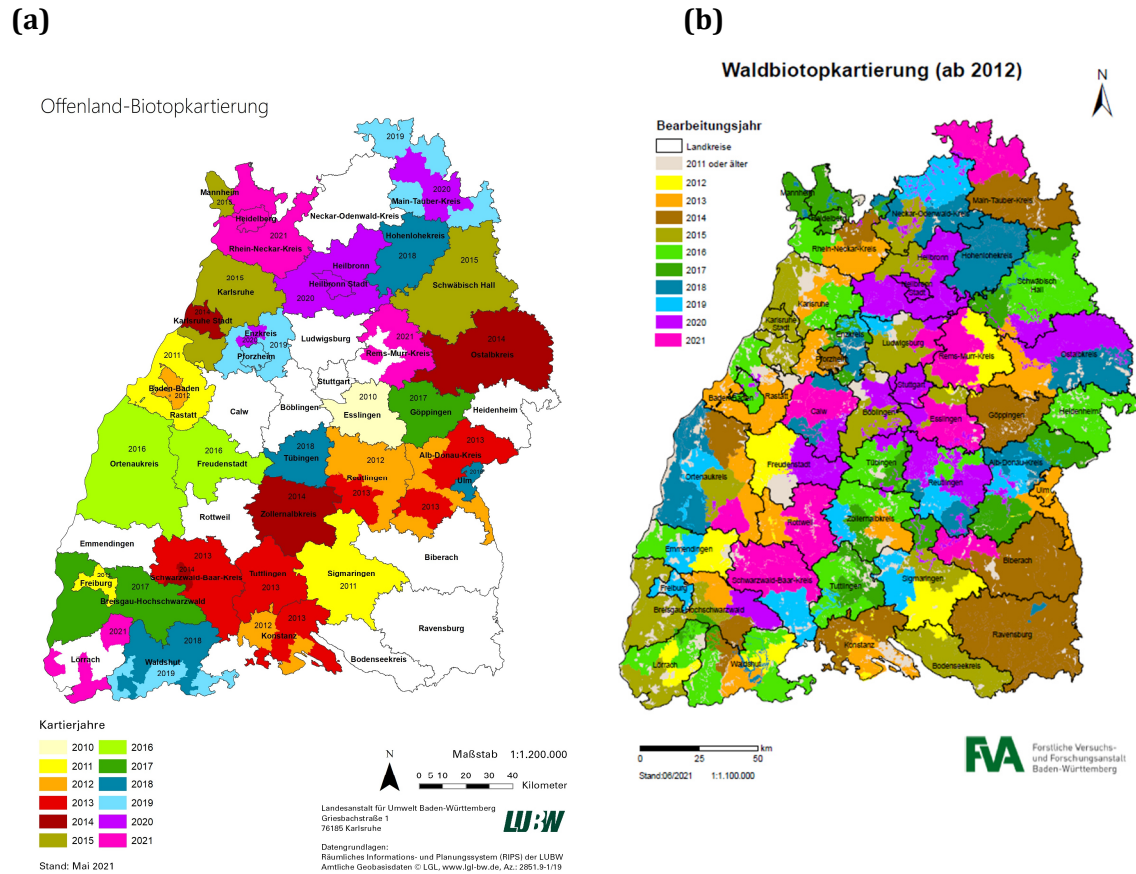 (a)
Offenland-Biotopkartierung
2019
Mannheim
2015
2020
Main-Tauber-Kreis
Heidelberg
Neckar-Odenwald-Kreis
2021
Rhein-Neckar-Kreis
Hohenlohekreis
2018
2015
Heilbronn
Schwäbisch Hall
Karlsruhe
Heilbronn Stadt
2020
2014
Karlsruhe Stadt
Enzkreis
2019
Pforzheim
Ludwigsburg
2021
Rems-Murr-Kreis
2014
Ostalbkreis
2011
Stuttgart
Baden-Baden
2012
Rastatt
Calw
Böblingen
2010
Esslingen
2017
Göppingen
Heidenheim
2016
Ortenaukreis
2016
Freudenstadt
2018
Tübingen
2012
Reutlingen
2013
2013
Alb-Donau-Kreis
Ulm
2013
2014
Zollernalbkreis
Rottweil
Emmendingen
Biberach
2013
2014
Schwarzwald-Baar-Kreis
Tuttlingen
2013
Sigmaringen
2011
Freiburg
2017
Breisgau-Hochschwarzwald
2021
2018
2012
2013
Konstanz
Ravensburg
Lörrach
Waldshut
2019
Bodenseekreis
Kartierjahre
2010 2016
2011 2017
2012 2018
2013 2019
2014 2020
2015 2021
Stand: Mai 2021
N
Maßstab 1:1.200.000
0 5 10 20 30 40
Kilometer
Landesanstalt für Umwelt Baden-Württemberg
Griesbachstraße 1
76185 Karlsruhe
LUBW
Datengrundlagen:
Räumliches Informations- und Planungssystem (RIPS) der LUBW
Amtliche Geobasisdaten © LGL, www.lgl-bw.de, Az.: 2851.9-1/19
(b)
Waldbiotopkartierung (ab 2012)
N
Bearbeitungsjahr
Landkreise
2011 oder älter
2012
2013
2014
2015
2016
2017
2018
2019
2020
2021
Mannheim
Heidelberg
Main-Tauber-Kreis
Neckar-Odenwald-Kreis
Rhein-Neckar-Kreis
Hohenlohekreis
Heilbronn
Heilbronn
Stadt
Schwäbisch
Hall
Karlsruhe
Karlsruhe
Stadt
Enzkreis
Pforzheim
Ludwigsburg
Rems-Murr-Kreis
Ostalbkreis
Stuttgart
Baden-Baden
Rastatt
Calw
Böblingen
Esslingen
Göppingen
Heidenheim
Freudenstadt
Tübingen
Reutlingen
Alb-Donau-Kreis
Ulm
Ortenaukreis
Rottweil
Zollernalbkreis
Emmendingen
Biberach
Schwarzwald-Baar-Kreis
Tuttlingen
Sigmaringen
Freiburg
Breisgau-Hochschwarzwald
Konstanz
Ravensburg
Lörrach
Waldshut
Bodenseekreis
0 25 50 km
Stand:06/2021 1:1.100.000
FVA
Forstliche Versuchs-
und Forschungsanstalt
Baden-Württemberg